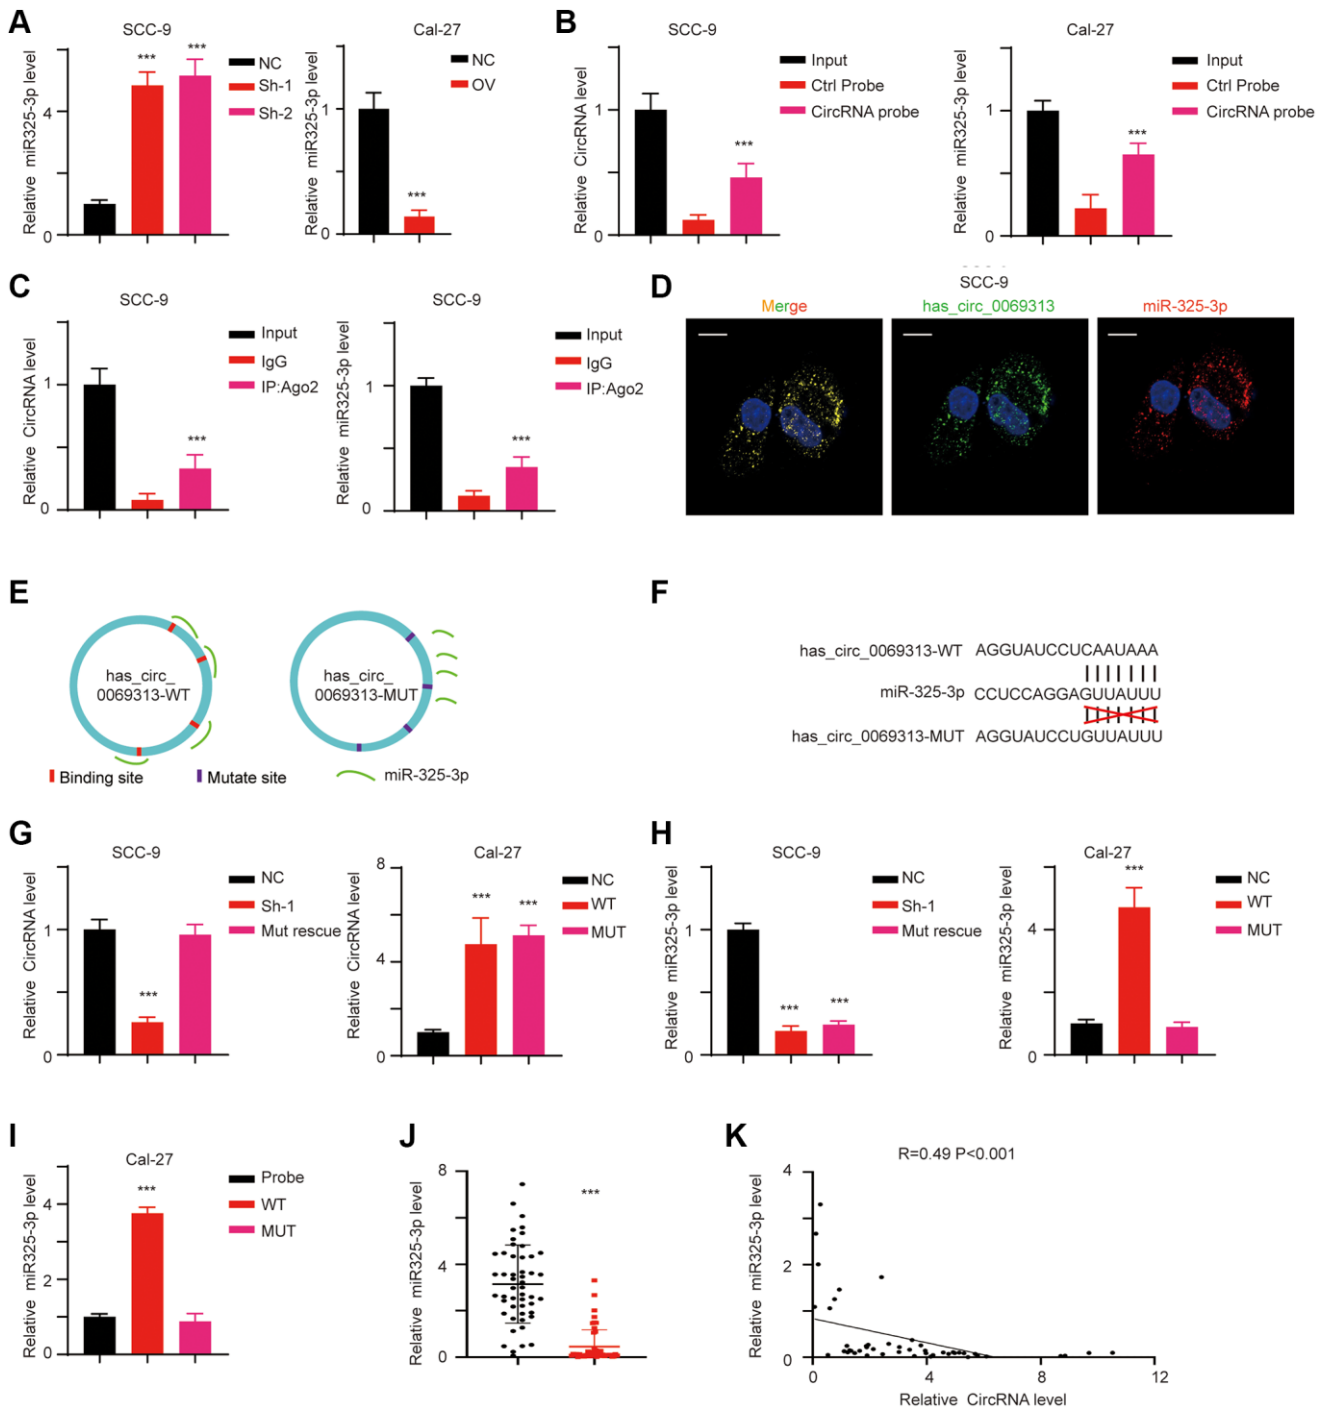 A
SCC-9
Relative miR325-3p level
4
0
***
***
NC
Sh-1
Sh-2
Cal-27
Relative miR325-3p level
1
0
***
NC
OV
B
SCC-9
Relative CircRNA level
1
0
***
Input
Ctrl Probe
CircRNA probe
Cal-27
Relative miR325-3p level
1
0
***
Input
Ctrl Probe
CircRNA probe
C
SCC-9
Relative CircRNA level
1
0
***
Input
IgG
IP:Ago2
SCC-9
Relative miR325-3p level
1
0
***
Input
IgG
IP:Ago2
D
SCC-9
Merge
has_circ_0069313
miR-325-3p
E
has_circ_
0069313-WT
has_circ_
0069313-MUT
Binding site
Mutate site
miR-325-3p
F
has_circ_0069313-WT AGGUAUCCUCAAUAAA
miR-325-3p CCUCCAGGAGUUAUUU
has_circ_0069313-MUT AGGUAUCCUGUUAUUU
G
SCC-9
Relative CircRNA level
1
0
***
NC
Sh-1
Mut rescue
Cal-27
Relative CircRNA level
8
4
0
***
***
NC
WT
MUT
H
SCC-9
Relative miR325-3p level
1
0
***
***
NC
Sh-1
Mut rescue
Cal-27
Relative miR325-3p level
4
0
***
NC
WT
MUT
I
Cal-27
Relative miR325-3p level
4
2
0
***
Probe
WT
MUT
J
Relative miR325-3p level
8
4
0
***
K
R=0.49 P<0.001
Relative miR325-3p level
4
2
0
0
4
8
12
Relative CircRNA level